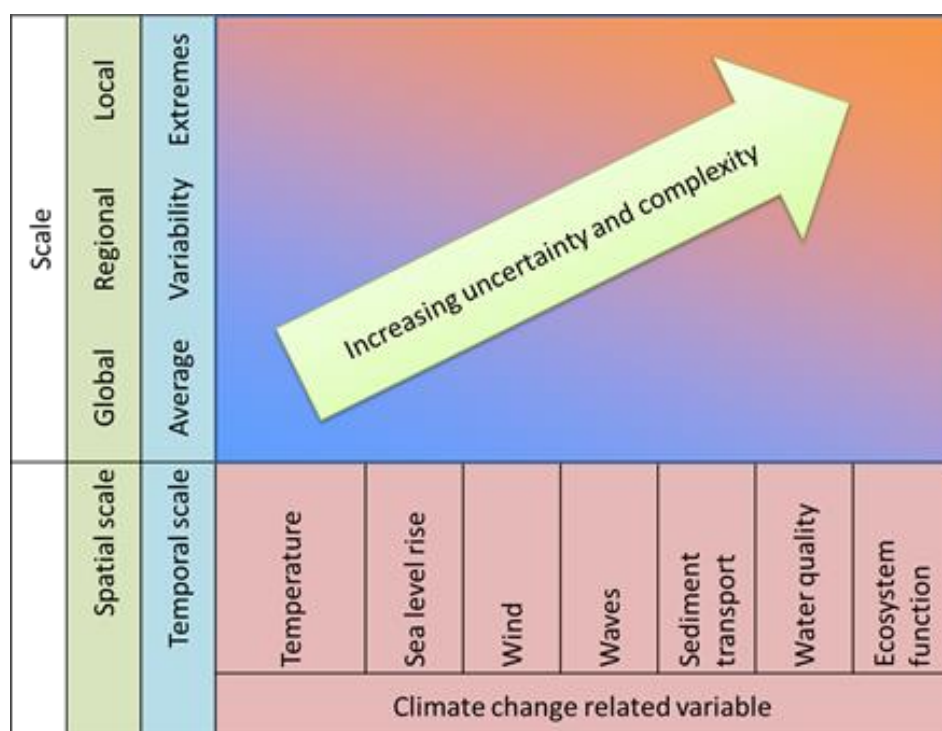 Scale
Global Regional Local
Average Variability Extremes
Increasing uncertainty and complexity
Spatial scale
Temporal scale
Temperature
Sea level rise
Wind
Waves
Sediment
transport
Water quality
Ecosystem
function
Climate change related variable